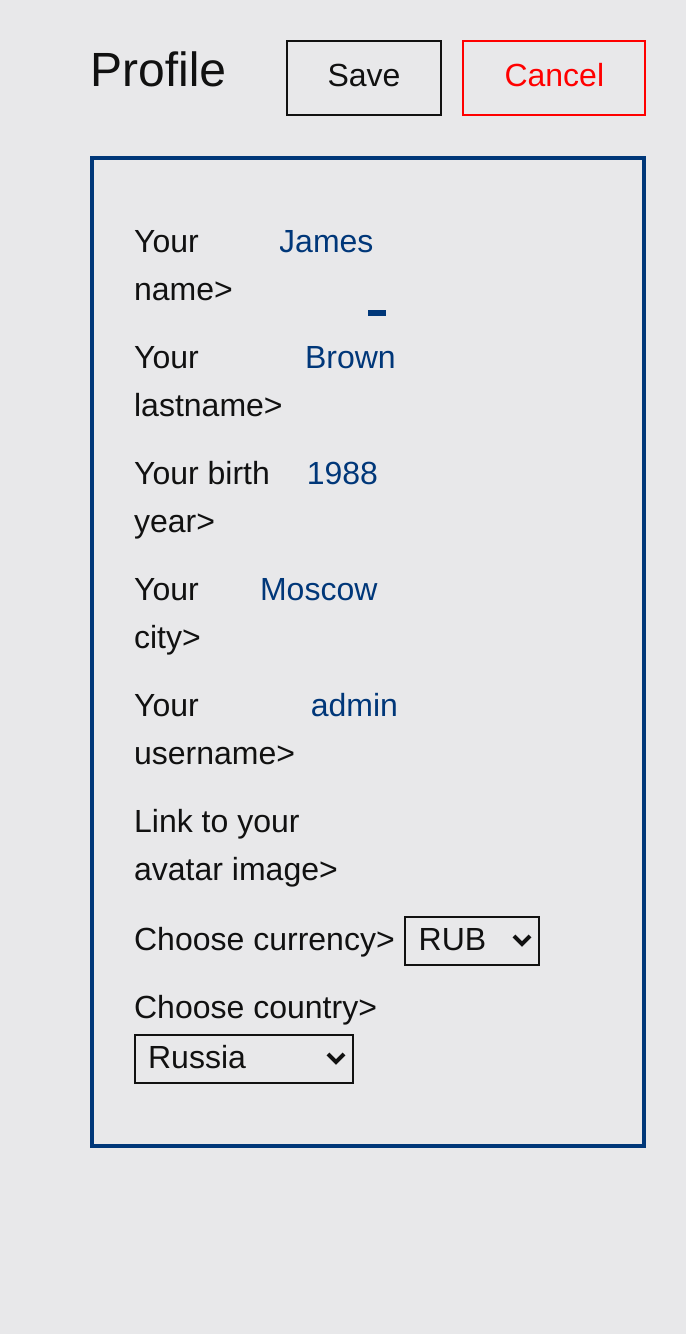 Profile
Save
Cancel
Your James
name>
Your Brown
lastname>
Your birth 1988
year>
Your Moscow
city>
Your admin
username>
Link to your
avatar image>
Choose currency> RUB
Choose country>
Russia